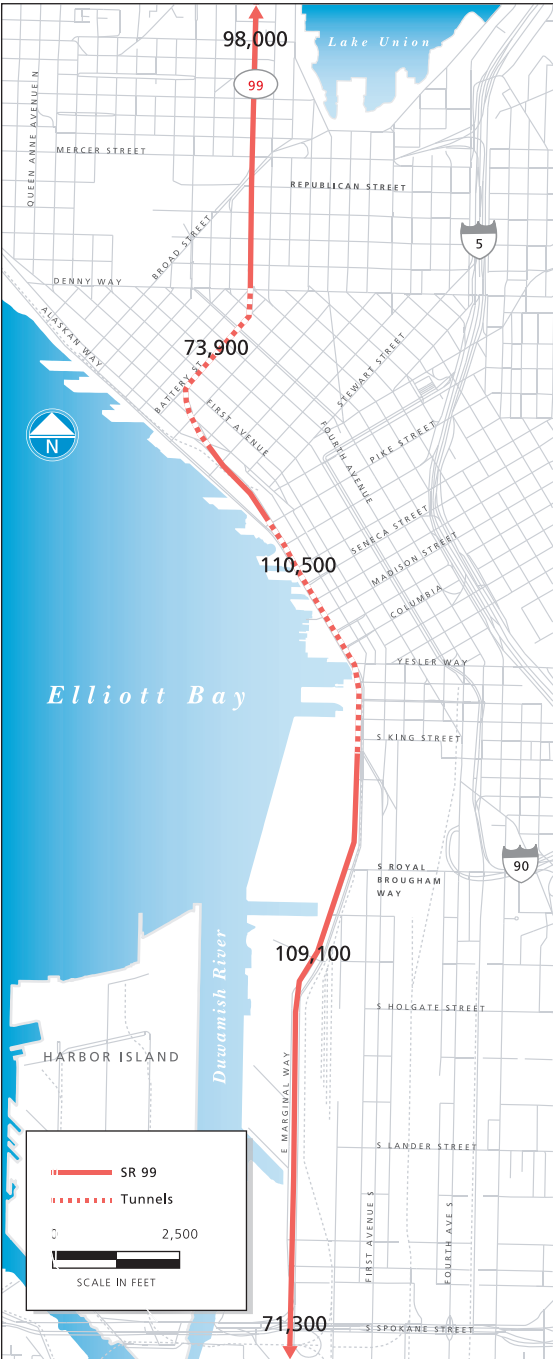 98,000
Lake Union
99
QUEEN ANNE AVENUE N
MERCER STREET
REPUBLICAN STREET
BROAD STREET
5
DENNY WAY
ALASKAN WAY
73,900
BATTERY ST
STEWART STREET
FIRST AVENUE
FOURTH AVENUE
PIKE STREET
N
SENECA STREET
110,500
MADISON STREET
COLUMBIA
YESLER WAY
Elliott Bay
S KING STREET
S ROYAL
BROUGHAM
WAY
90
109,100
Duwamish River
S HOLGATE STREET
HARBOR ISLAND
E MARGINAL WAY
S LANDER STREET
SR 99
Tunnels
0
2,500
SCALE IN FEET
FIRST AVENUE S
FOURTH AVE S
71,300
S SPOKANE STREET